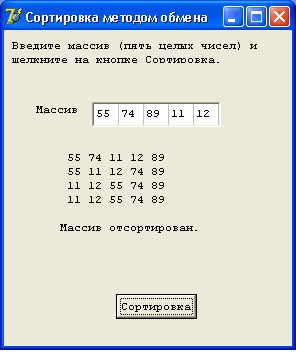 Сортировка методом обмена
Введите массив (пять целых чисел) и
щелкните на кнопке Сортировка.
Массив 55 74 89 11 12
55 74 11 12 89
55 11 12 74 89
11 12 55 74 89
11 12 55 74 89
Массив отсортирован.
Сортировка